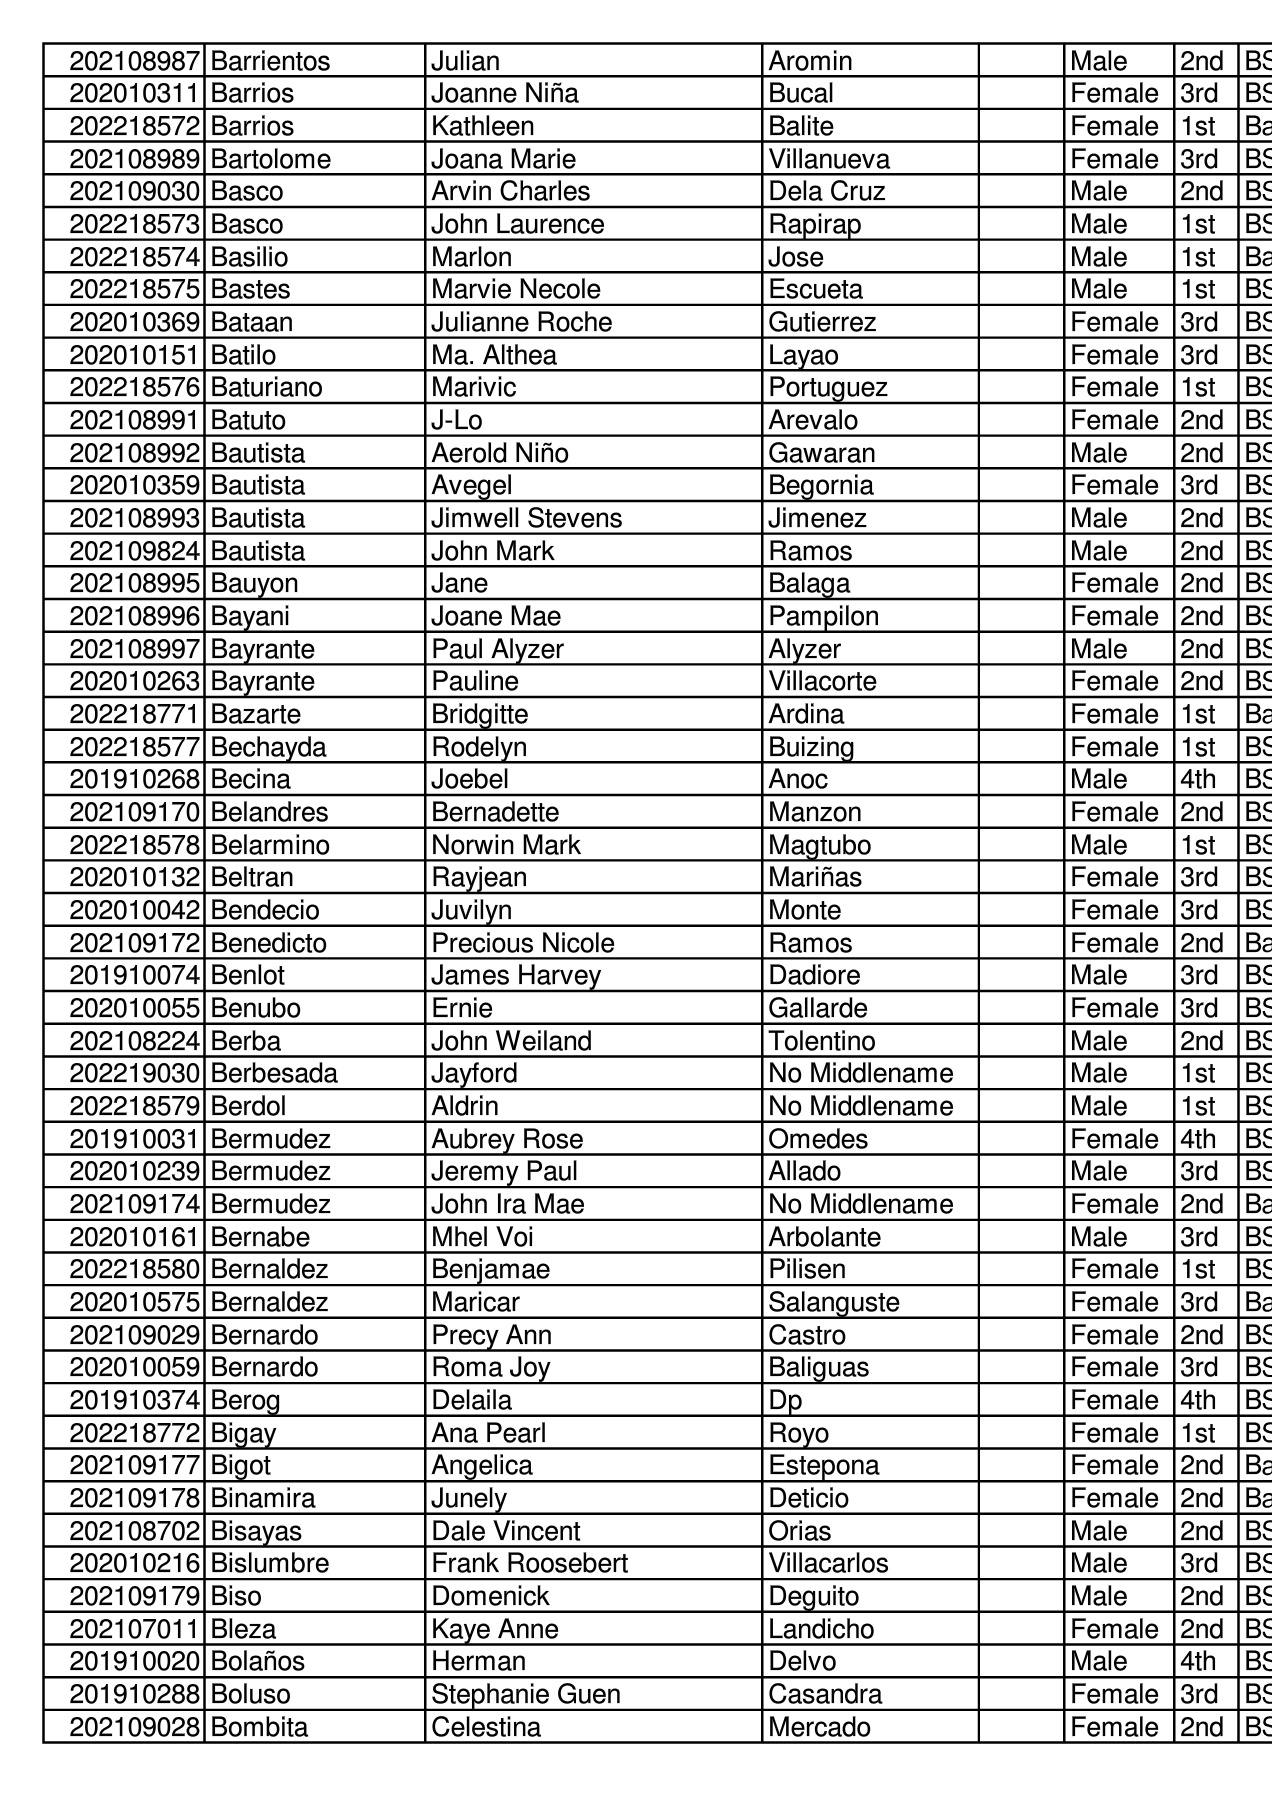 202108987 Barrientos Julian Aromin Male 2nd BS
202010311 Barrios Joanne Niña Bucal Female 3rd BS
202218572 Barrios Kathleen Balite Female 1st Ba
202108989 Bartolome Joana Marie Villanueva Female 3rd BS
202109030 Basco Arvin Charles Dela Cruz Male 2nd BS
202218573 Basco John Laurence Rapirap Male 1st BS
202218574 Basilio Marlon Jose Male 1st Ba
202218575 Bastes Marvie Necole Escueta Male 1st BS
202010369 Bataan Julianne Roche Gutierrez Female 3rd BS
202010151 Batilo Ma. Althea Layao Female 3rd BS
202218576 Baturiano Marivic Portuguez Female 1st BS
202108991 Batuto J-Lo Arevalo Female 2nd BS
202108992 Bautista Aerold Niño Gawaran Male 2nd BS
202010359 Bautista Avegel Begornia Female 3rd BS
202108993 Bautista Jimwell Stevens Jimenez Male 2nd BS
202109824 Bautista John Mark Ramos Male 2nd BS
202108995 Bauyon Jane Balaga Female 2nd BS
202108996 Bayani Joane Mae Pampilon Female 2nd BS
202108997 Bayrante Paul Alyzer Alyzer Male 2nd BS
202010263 Bayrante Pauline Villacorte Female 2nd BS
202218771 Bazarte Bridgitte Ardina Female 1st Ba
202218577 Bechayda Rodelyn Buizing Female 1st BS
201910268 Becina Joebel Anoc Male 4th BS
202109170 Belandres Bernadette Manzon Female 2nd BS
202218578 Belarmino Norwin Mark Magtubo Male 1st BS
202010132 Beltran Rayjean Mariñas Female 3rd BS
202010042 Bendecio Juvilyn Monte Female 3rd BS
202109172 Benedicto Precious Nicole Ramos Female 2nd Ba
201910074 Benlot James Harvey Dadiore Male 3rd BS
202010055 Benubo Ernie Gallarde Female 3rd BS
202108224 Berba John Weiland Tolentino Male 2nd BS
202219030 Berbesada Jayford No Middlename Male 1st BS
202218579 Berdol Aldrin No Middlename Male 1st BS
201910031 Bermudez Aubrey Rose Omedes Female 4th BS
202010239 Bermudez Jeremy Paul Allado Male 3rd BS
202109174 Bermudez John Ira Mae No Middlename Female 2nd Ba
202010161 Bernabe Mhel Voi Arbolante Male 3rd BS
202218580 Bernaldez Benjamae Pilisen Female 1st BS
202010575 Bernaldez Maricar Salanguste Female 3rd Ba
202109029 Bernardo Precy Ann Castro Female 2nd BS
202010059 Bernardo Roma Joy Baliguas Female 3rd BS
201910374 Berog Delaila Dp Female 4th BS
202218772 Bigay Ana Pearl Royo Female 1st BS
202109177 Bigot Angelica Estepona Female 2nd Ba
202109178 Binamira Junely Deticio Female 2nd Ba
202108702 Bisayas Dale Vincent Orias Male 2nd BS
202010216 Bislumbre Frank Roosebert Villacarlos Male 3rd BS
202109179 Biso Domenick Deguito Male 2nd BS
202107011 Bleza Kaye Anne Landicho Female 2nd BS
201910020 Bolaños Herman Delvo Male 4th BS
201910288 Boluso Stephanie Guen Casandra Female 3rd BS
202109028 Bombita Celestina Mercado Female 2nd BS